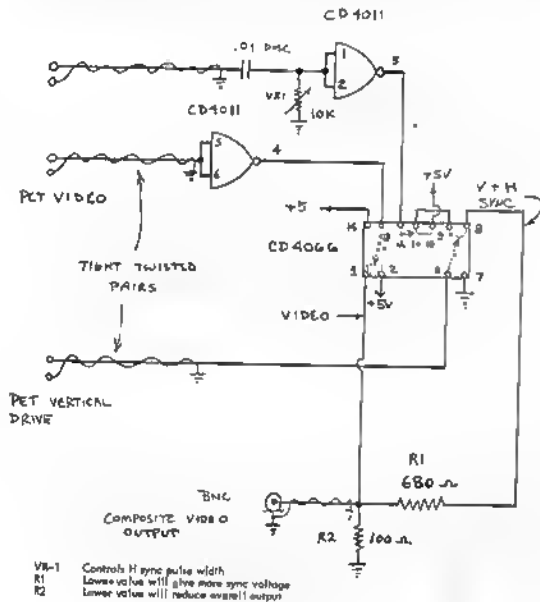 CD4011
.01 DISC
1
2
3
VR1
10K
CD4011
5
6
4
PET VIDEO
+5V
V + H
SYNC
+5
14
8
CD4066
1
2
6
7
+5V
TIGHT TWISTED
PAIRS
VIDEO
PET VERTICAL
DRIVE
R1
680 Ω
BNC
COMPOSITE VIDEO
OUTPUT
R2
100 Ω
VR-1 Controls H sync pulse width
R1 Lower value will give more sync voltage
R2 Lower value will reduce overall output